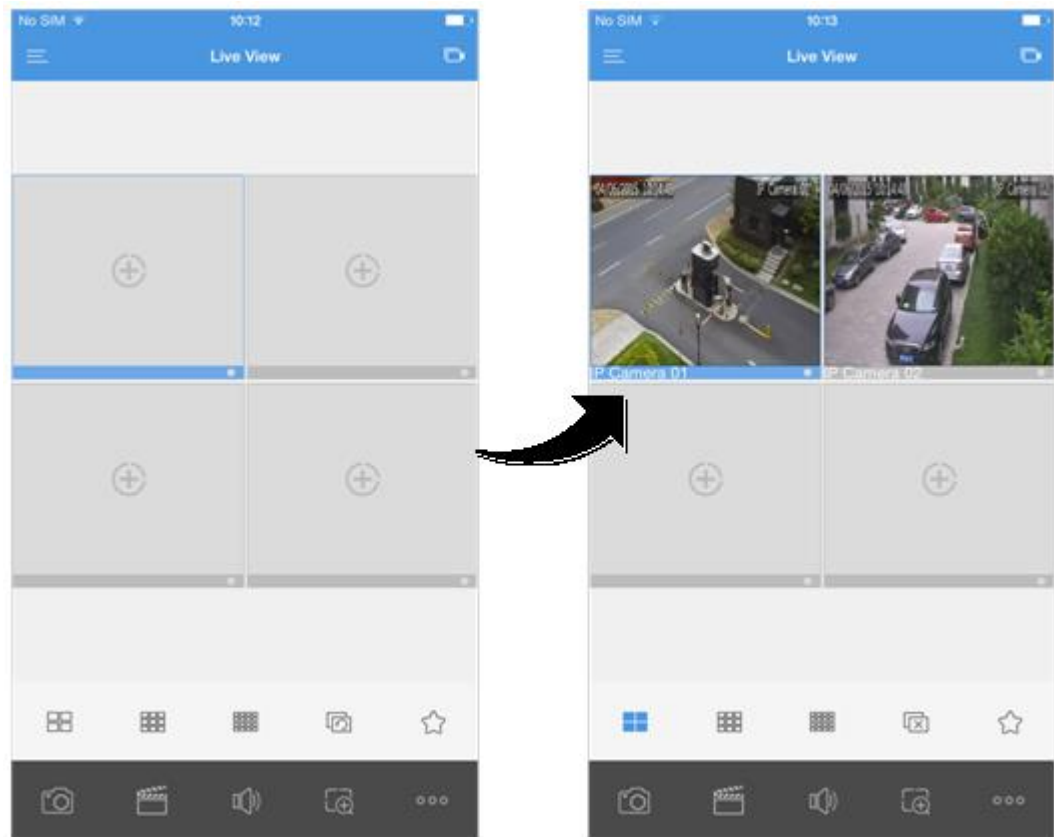 No SIM 10:12
Live View
No SIM 10:13
Live View
IP Camera 01
IP Camera 02